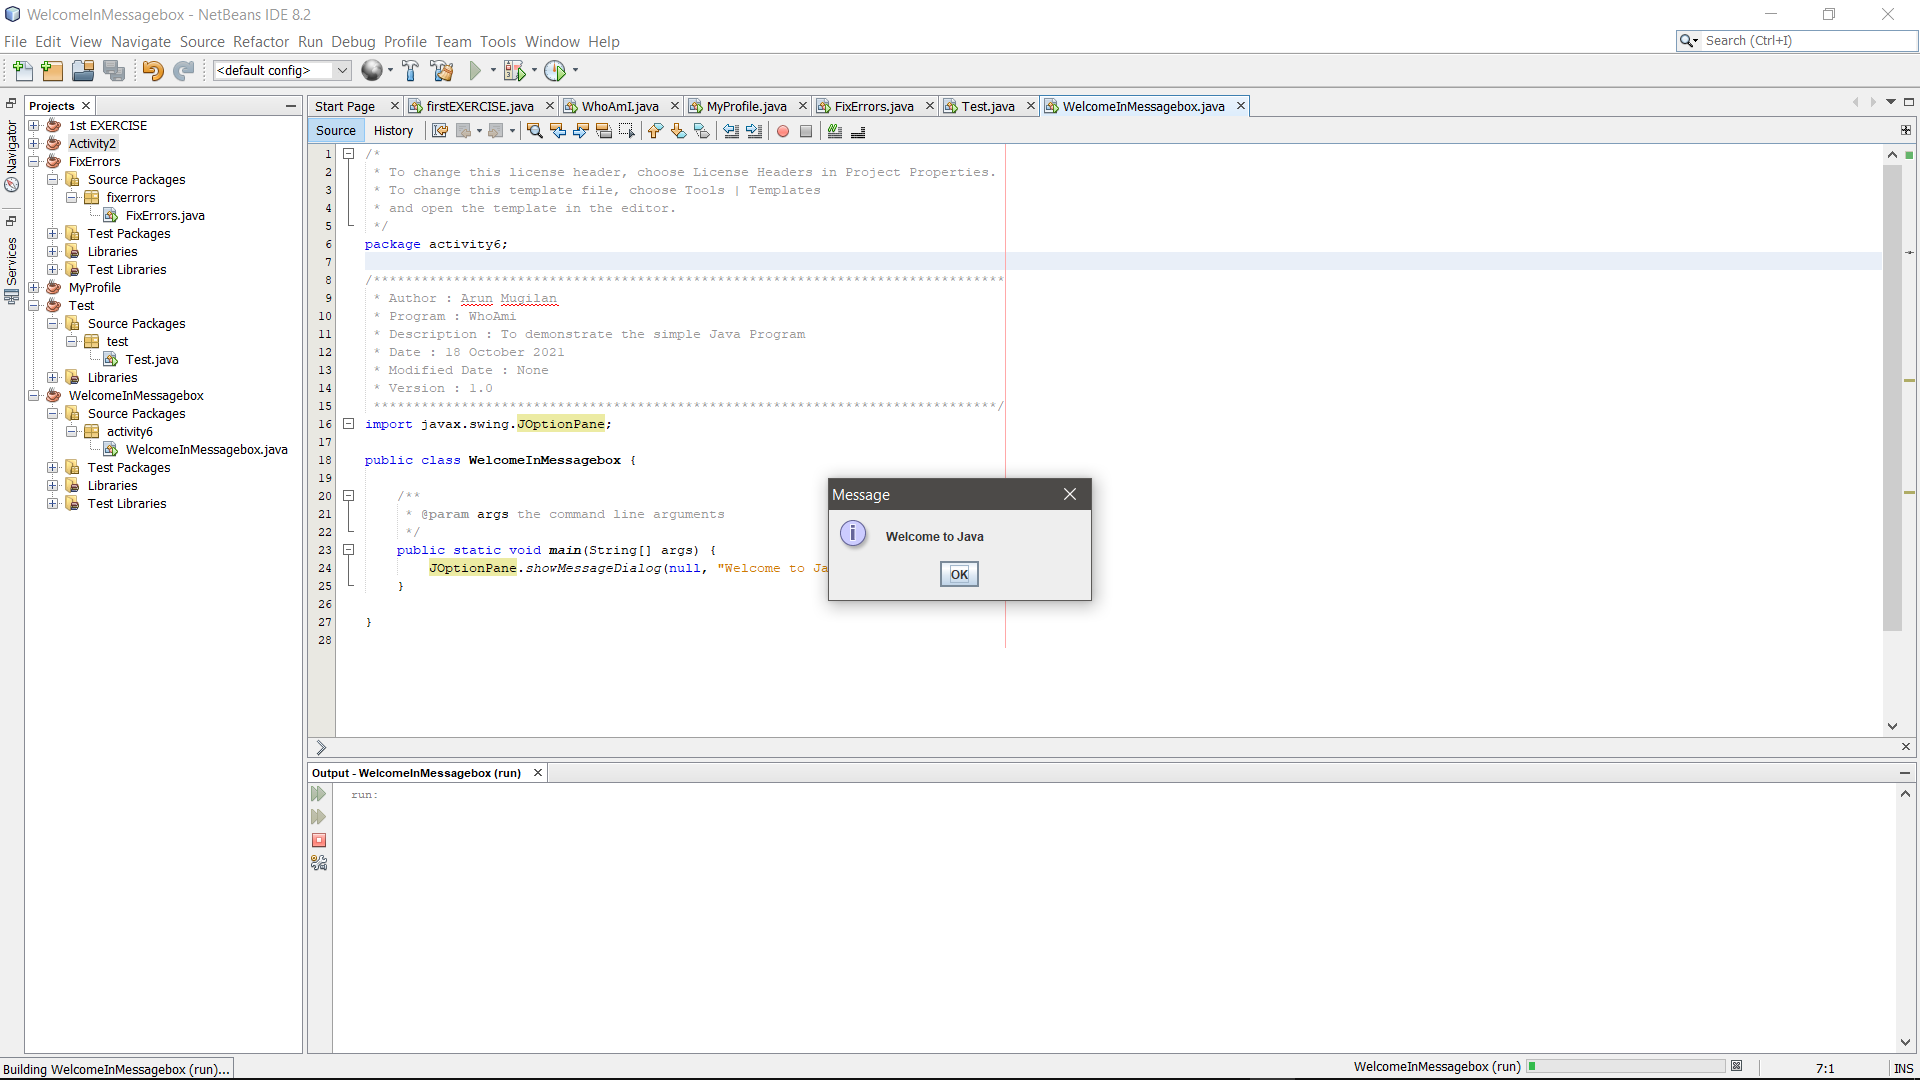 WelcomeInMessagebox - NetBeans IDE 8.2
File Edit View Navigate Source Refactor Run Debug Profile Team Tools Window Help
Search (Ctrl+I)
<default config>
Projects
Start Page firstEXERCISE.java WhoAmI.java MyProfile.java FixErrors.java Test.java WelcomeInMessagebox.java
Source History
Navigator
Services
1st EXERCISE
Activity2
FixErrors
Source Packages
fixerrors
FixErrors.java
Test Packages
Libraries
Test Libraries
MyProfile
Test
Source Packages
test
Test.java
Libraries
WelcomeInMessagebox
Source Packages
activity6
WelcomeInMessagebox.java
Test Packages
Libraries
Test Libraries
1 /*
2 * To change this license header, choose License Headers in Project Properties.
3 * To change this template file, choose Tools | Templates
4 * and open the template in the editor.
5 */
6 package activity6;
7
8 /*******************************************************************************
9 * Author : Arun Mugilan
10 * Program : WhoAmi
11 * Description : To demonstrate the simple Java Program
12 * Date : 18 October 2021
13 * Modified Date : None
14 * Version : 1.0
15 ******************************************************************************/
16 import javax.swing.JOptionPane;
17
18 public class WelcomeInMessagebox {
19
20 /**
21 * @param args the command line arguments
22 */
23 public static void main(String[] args) {
24 JOptionPane.showMessageDialog(null, "Welcome to Ja
25 }
26
27 }
28
Message
Welcome to Java
OK
Output - WelcomeInMessagebox (run)
run:
Building WelcomeInMessagebox (run)...
WelcomeInMessagebox (run)
7:1
INS